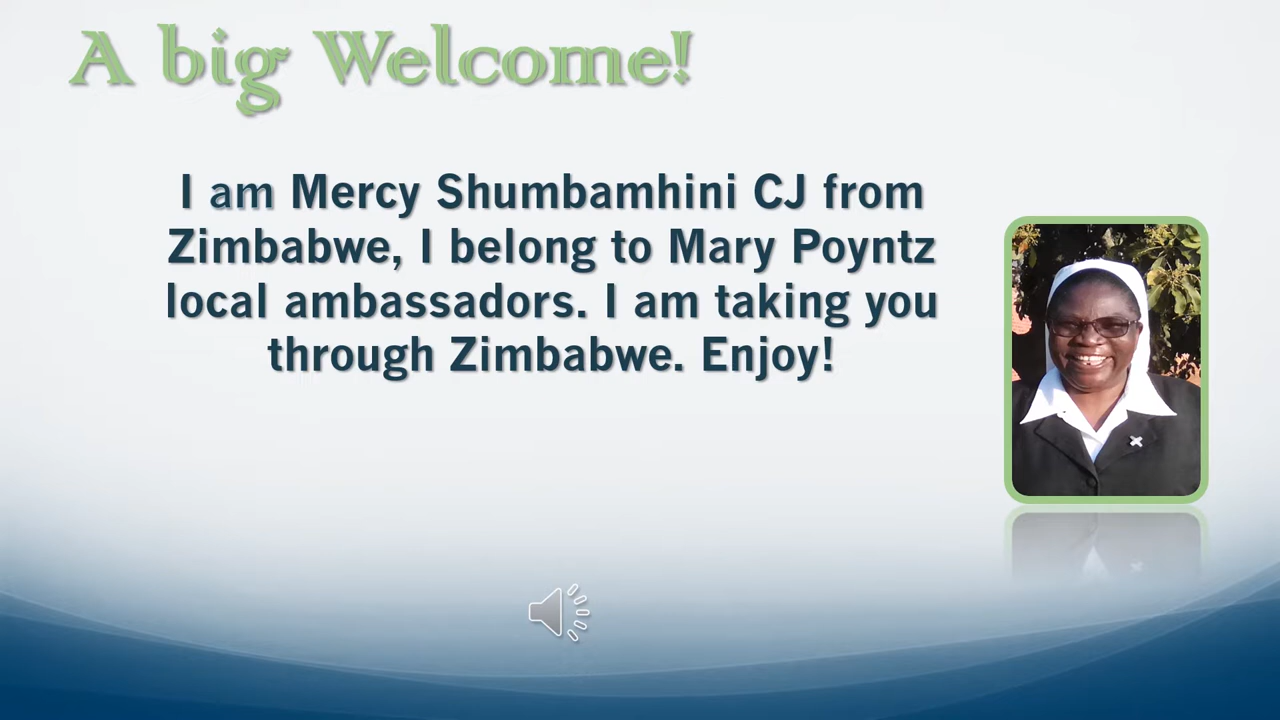 A big Welcome!
I am Mercy Shumbamhini CJ from
Zimbabwe, I belong to Mary Poyntz
local ambassadors. I am taking you
through Zimbabwe. Enjoy!